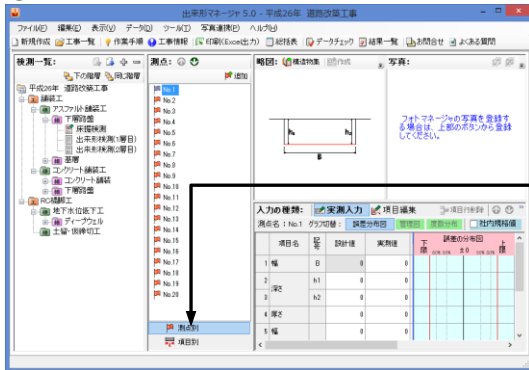 出来形マネージャ 5.0 - 平成26年 道路改築工事
ファイル(F) 編集(E) 表示(V) データ(D) ツール(T) 写真連携(P) ヘルプ(H)
新規作成 工事一覧 作業手順 工事情報 印刷(Excel出力) 総括表 データチェック 結果一覧 お問合せ よくある質問
検測一覧:
下の階層 同じ階層
平成26年 道路改築工事
舗装工
アスファルト舗装工
下層路盤
床掘検測
出来形検測(1層目)
出来形検測(2層目)
基層
コンクリート舗装工
コンクリート舗装
下層路盤
RC橋脚工
地下水位低下工
ディープウェル
土留・仮締切工
測点:
追加
No.1
No.2
No.3
No.4
No.5
No.6
No.7
No.8
No.9
No.10
No.11
No.12
No.13
No.14
No.15
No.16
No.17
No.18
No.19
No.20
測点別
項目別
略図: 構造物集 図作成
h₁ h₂
B
写真:
フォトマネージャの写真を登録する場合は、上部のボタンから登録してください。
入力の種類: 実測入力 項目編集 項目行削除
測点名:No.1 グラフ切替: 誤差分布図 管理図 度数分布 社内規格値
項目名 記号 設計値 実測値 下限 誤差の分布図 ±0 上限
1 幅 B 0 0
2 深さ h1 0 0
3 h2 0 0
4 厚さ 0 0
5 幅 0 0